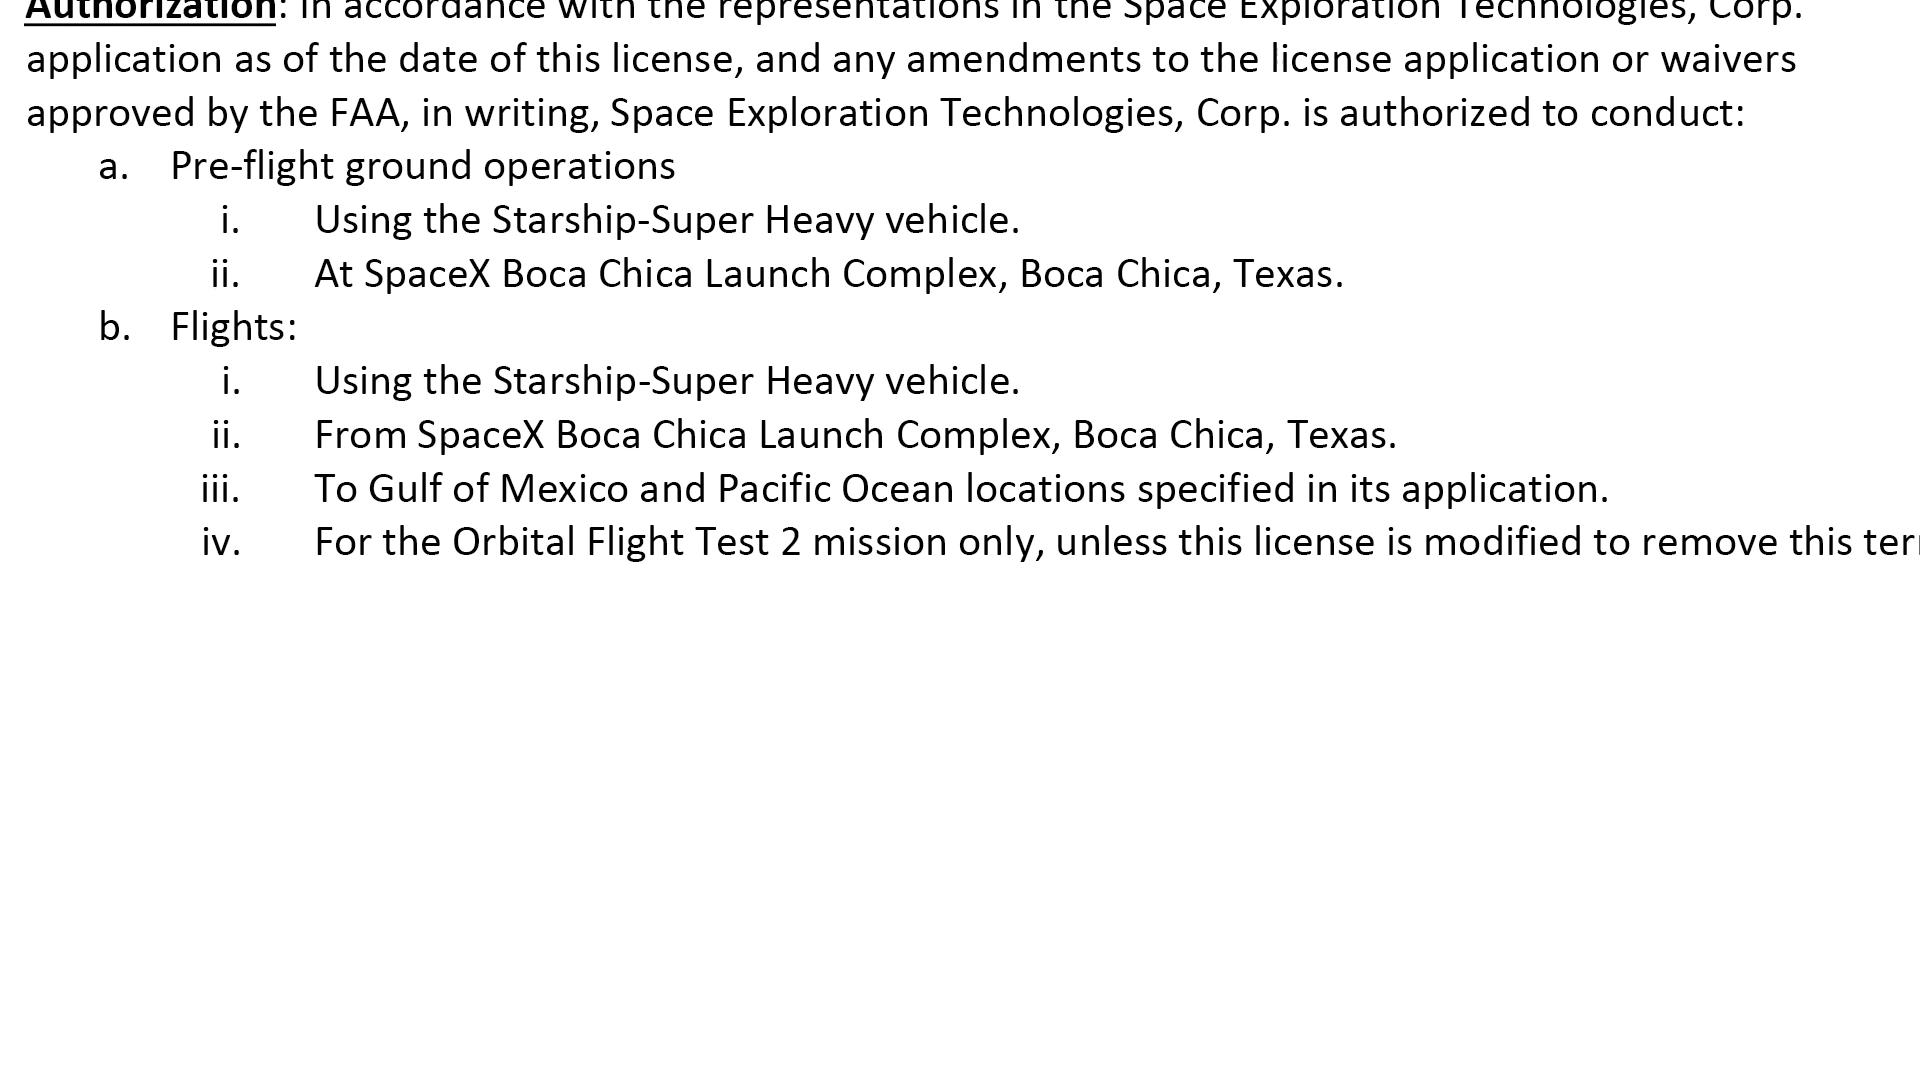 Authorization: In accordance with the representations in the Space Exploration Technologies, Corp.
application as of the date of this license, and any amendments to the license application or waivers
approved by the FAA, in writing, Space Exploration Technologies, Corp. is authorized to conduct:
a. Pre-flight ground operations
i. Using the Starship-Super Heavy vehicle.
ii. At SpaceX Boca Chica Launch Complex, Boca Chica, Texas.
b. Flights:
i. Using the Starship-Super Heavy vehicle.
ii. From SpaceX Boca Chica Launch Complex, Boca Chica, Texas.
iii. To Gulf of Mexico and Pacific Ocean locations specified in its application.
iv. For the Orbital Flight Test 2 mission only, unless this license is modified to remove this